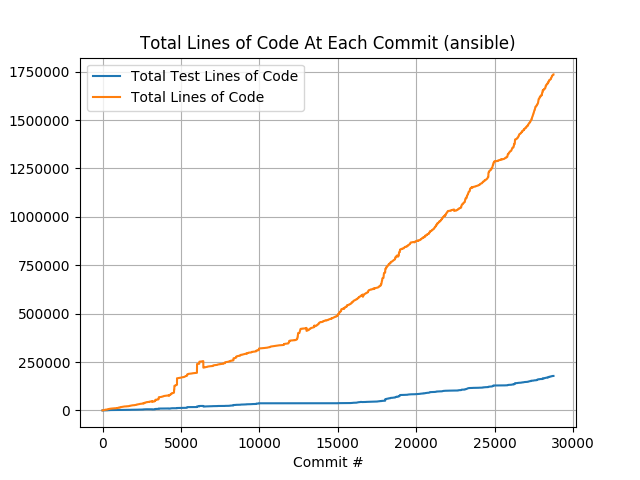 Total Lines of Code At Each Commit (ansible)
Total Test Lines of Code
Total Lines of Code
1750000
1500000
1250000
1000000
750000
500000
250000
0
0 5000 10000 15000 20000 25000 30000
Commit #